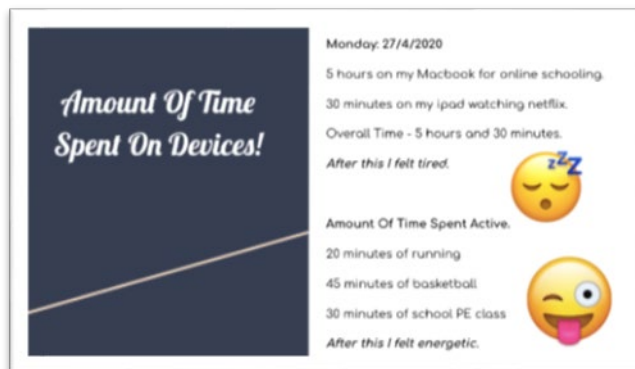 Amount Of Time
Spent On Devices!
Monday: 27/4/2020
5 hours on my Macbook for online schooling.
30 minutes on my ipad watching netflix.
Overall Time - 5 hours and 30 minutes.
After this I felt tired.
zzZ
Amount Of Time Spent Active.
20 minutes of running
45 minutes of basketball
30 minutes of school PE class
After this I felt energetic.